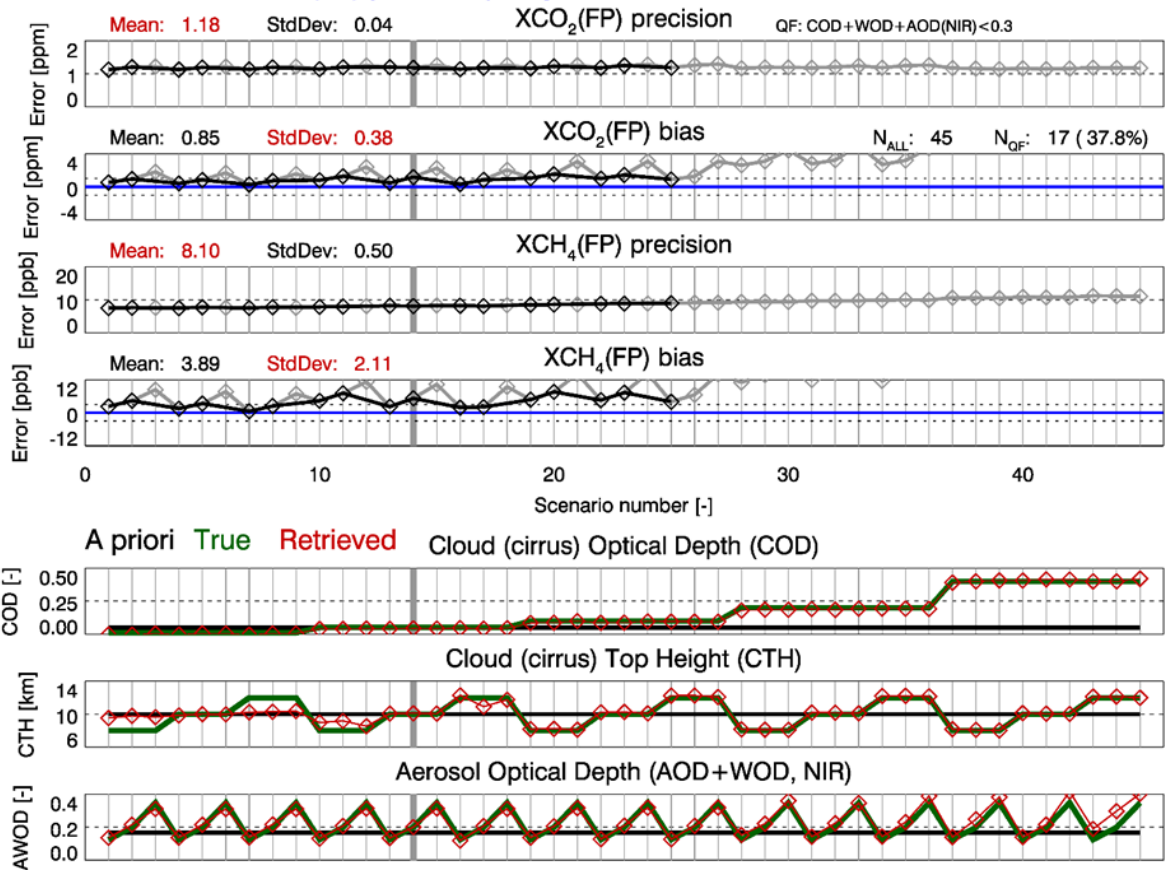 Mean: 1.18 StdDev: 0.04 XCO2(FP) precision QF: COD+WOD+AOD(NIR)<0.3
Error [ppm]
2
1
0
Mean: 0.85 StdDev: 0.38 XCO2(FP) bias NALL: 45 NQF: 17 ( 37.8%)
Error [ppm]
4
0
-4
Mean: 8.10 StdDev: 0.50 XCH4(FP) precision
Error [ppb]
20
10
0
Mean: 3.89 StdDev: 2.11 XCH4(FP) bias
Error [ppb]
12
0
-12
0 10 20 30 40
Scenario number [-]
A priori True Retrieved Cloud (cirrus) Optical Depth (COD)
COD [-]
0.50
0.25
0.00
Cloud (cirrus) Top Height (CTH)
CTH [km]
14
10
6
Aerosol Optical Depth (AOD+WOD, NIR)
AWOD [-]
0.4
0.2
0.0